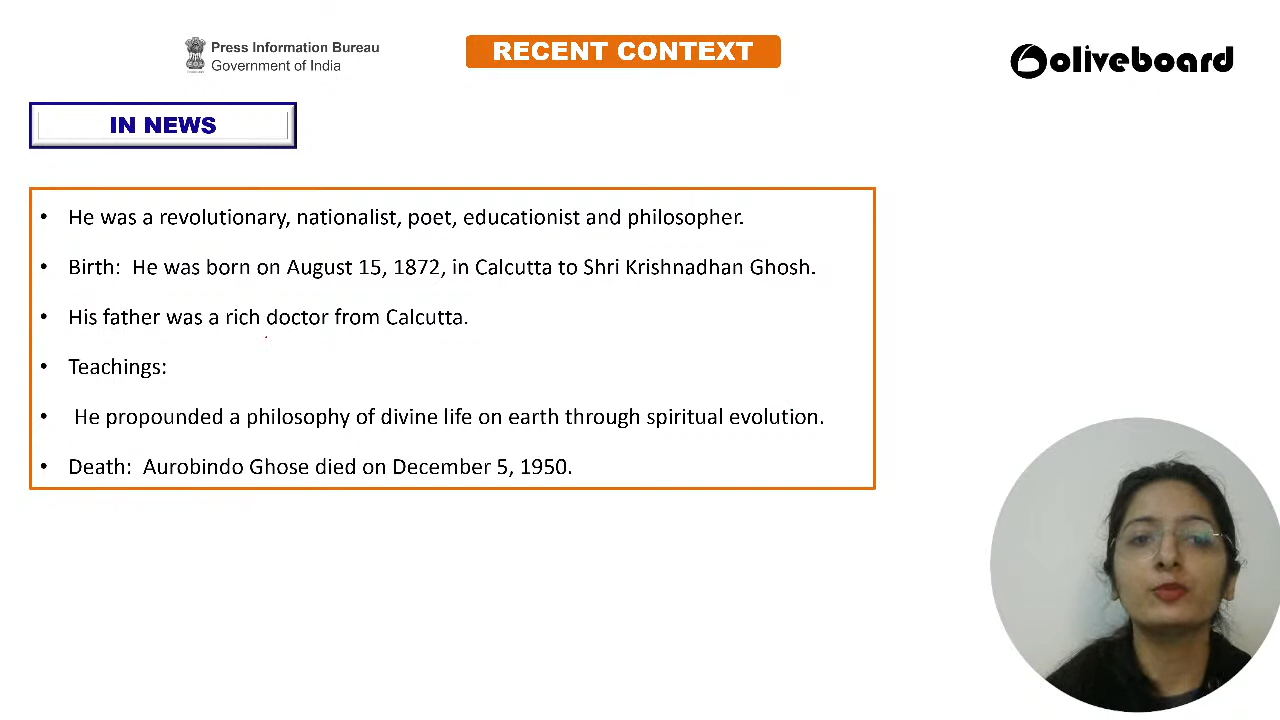 Press Information Bureau
Government of India
RECENT CONTEXT
oliveboard
IN NEWS
• He was a revolutionary, nationalist, poet, educationist and philosopher.
• Birth: He was born on August 15, 1872, in Calcutta to Shri Krishnadhan Ghosh.
• His father was a rich doctor from Calcutta.
• Teachings:
• He propounded a philosophy of divine life on earth through spiritual evolution.
• Death: Aurobindo Ghose died on December 5, 1950.